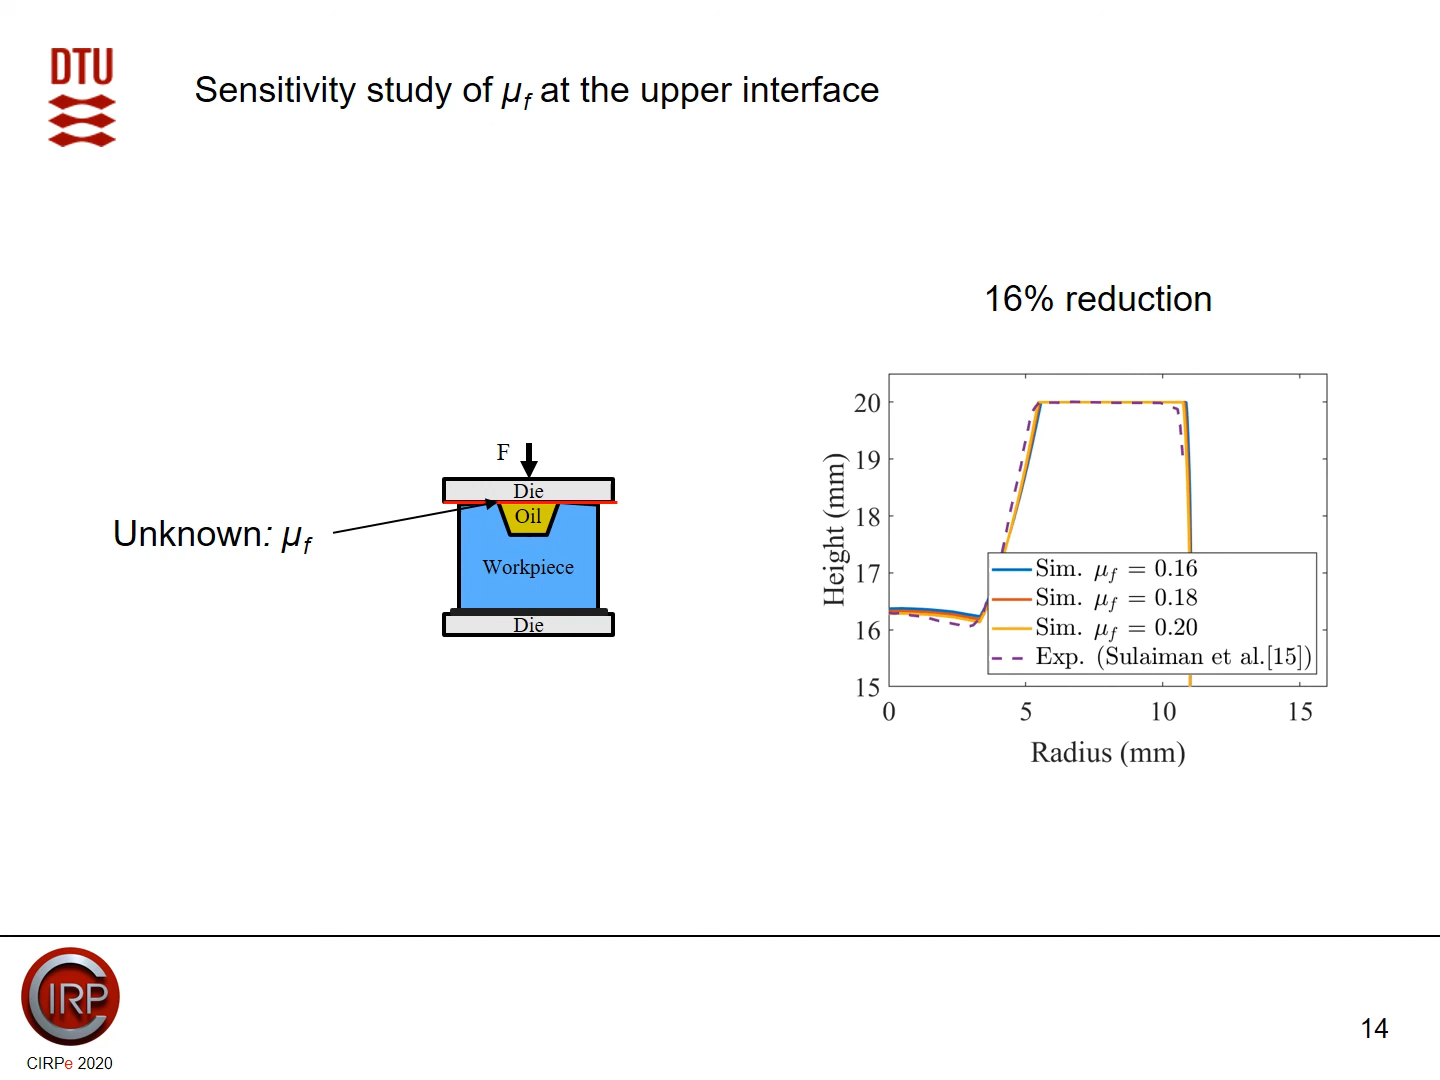 DTU
Sensitivity study of μf at the upper interface
16% reduction
F
Die
Oil
Workpiece
Die
Unknown: μf
Height (mm)
20
19
18
17
16
15
Sim. μf = 0.16
Sim. μf = 0.18
Sim. μf = 0.20
Exp. (Sulaiman et al.[15])
0 5 10 15
Radius (mm)
CIRP
CIRPe 2020
14